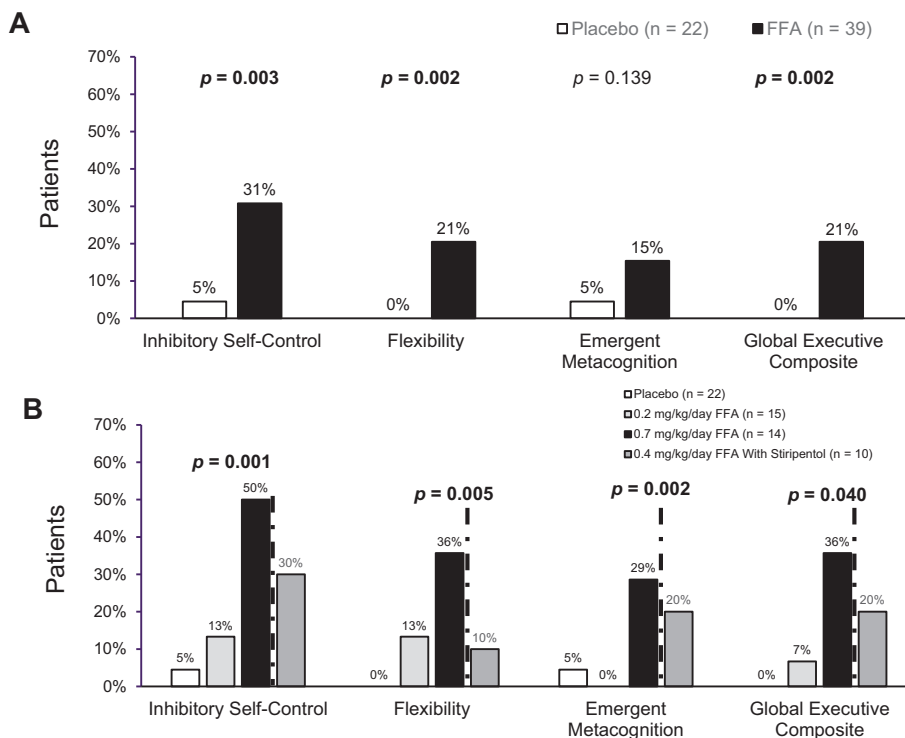 A
Placebo (n = 22) FFA (n = 39)
70%
60%
50%
40%
30%
20%
10%
0%
Patients
p = 0.003 p = 0.002 p = 0.139 p = 0.002
5% 31% 0% 21% 5% 15% 0% 21%
Inhibitory Self-Control Flexibility Emergent Metacognition Global Executive Composite
B
Placebo (n = 22)
0.2 mg/kg/day FFA (n = 15)
0.7 mg/kg/day FFA (n = 14)
0.4 mg/kg/day FFA With Stiripentol (n = 10)
70%
60%
50%
40%
30%
20%
10%
0%
Patients
p = 0.001 p = 0.005 p = 0.002 p = 0.040
5% 13% 50% 30% 0% 13% 36% 10% 5% 0% 29% 20% 0% 7% 36% 20%
Inhibitory Self-Control Flexibility Emergent Metacognition Global Executive Composite